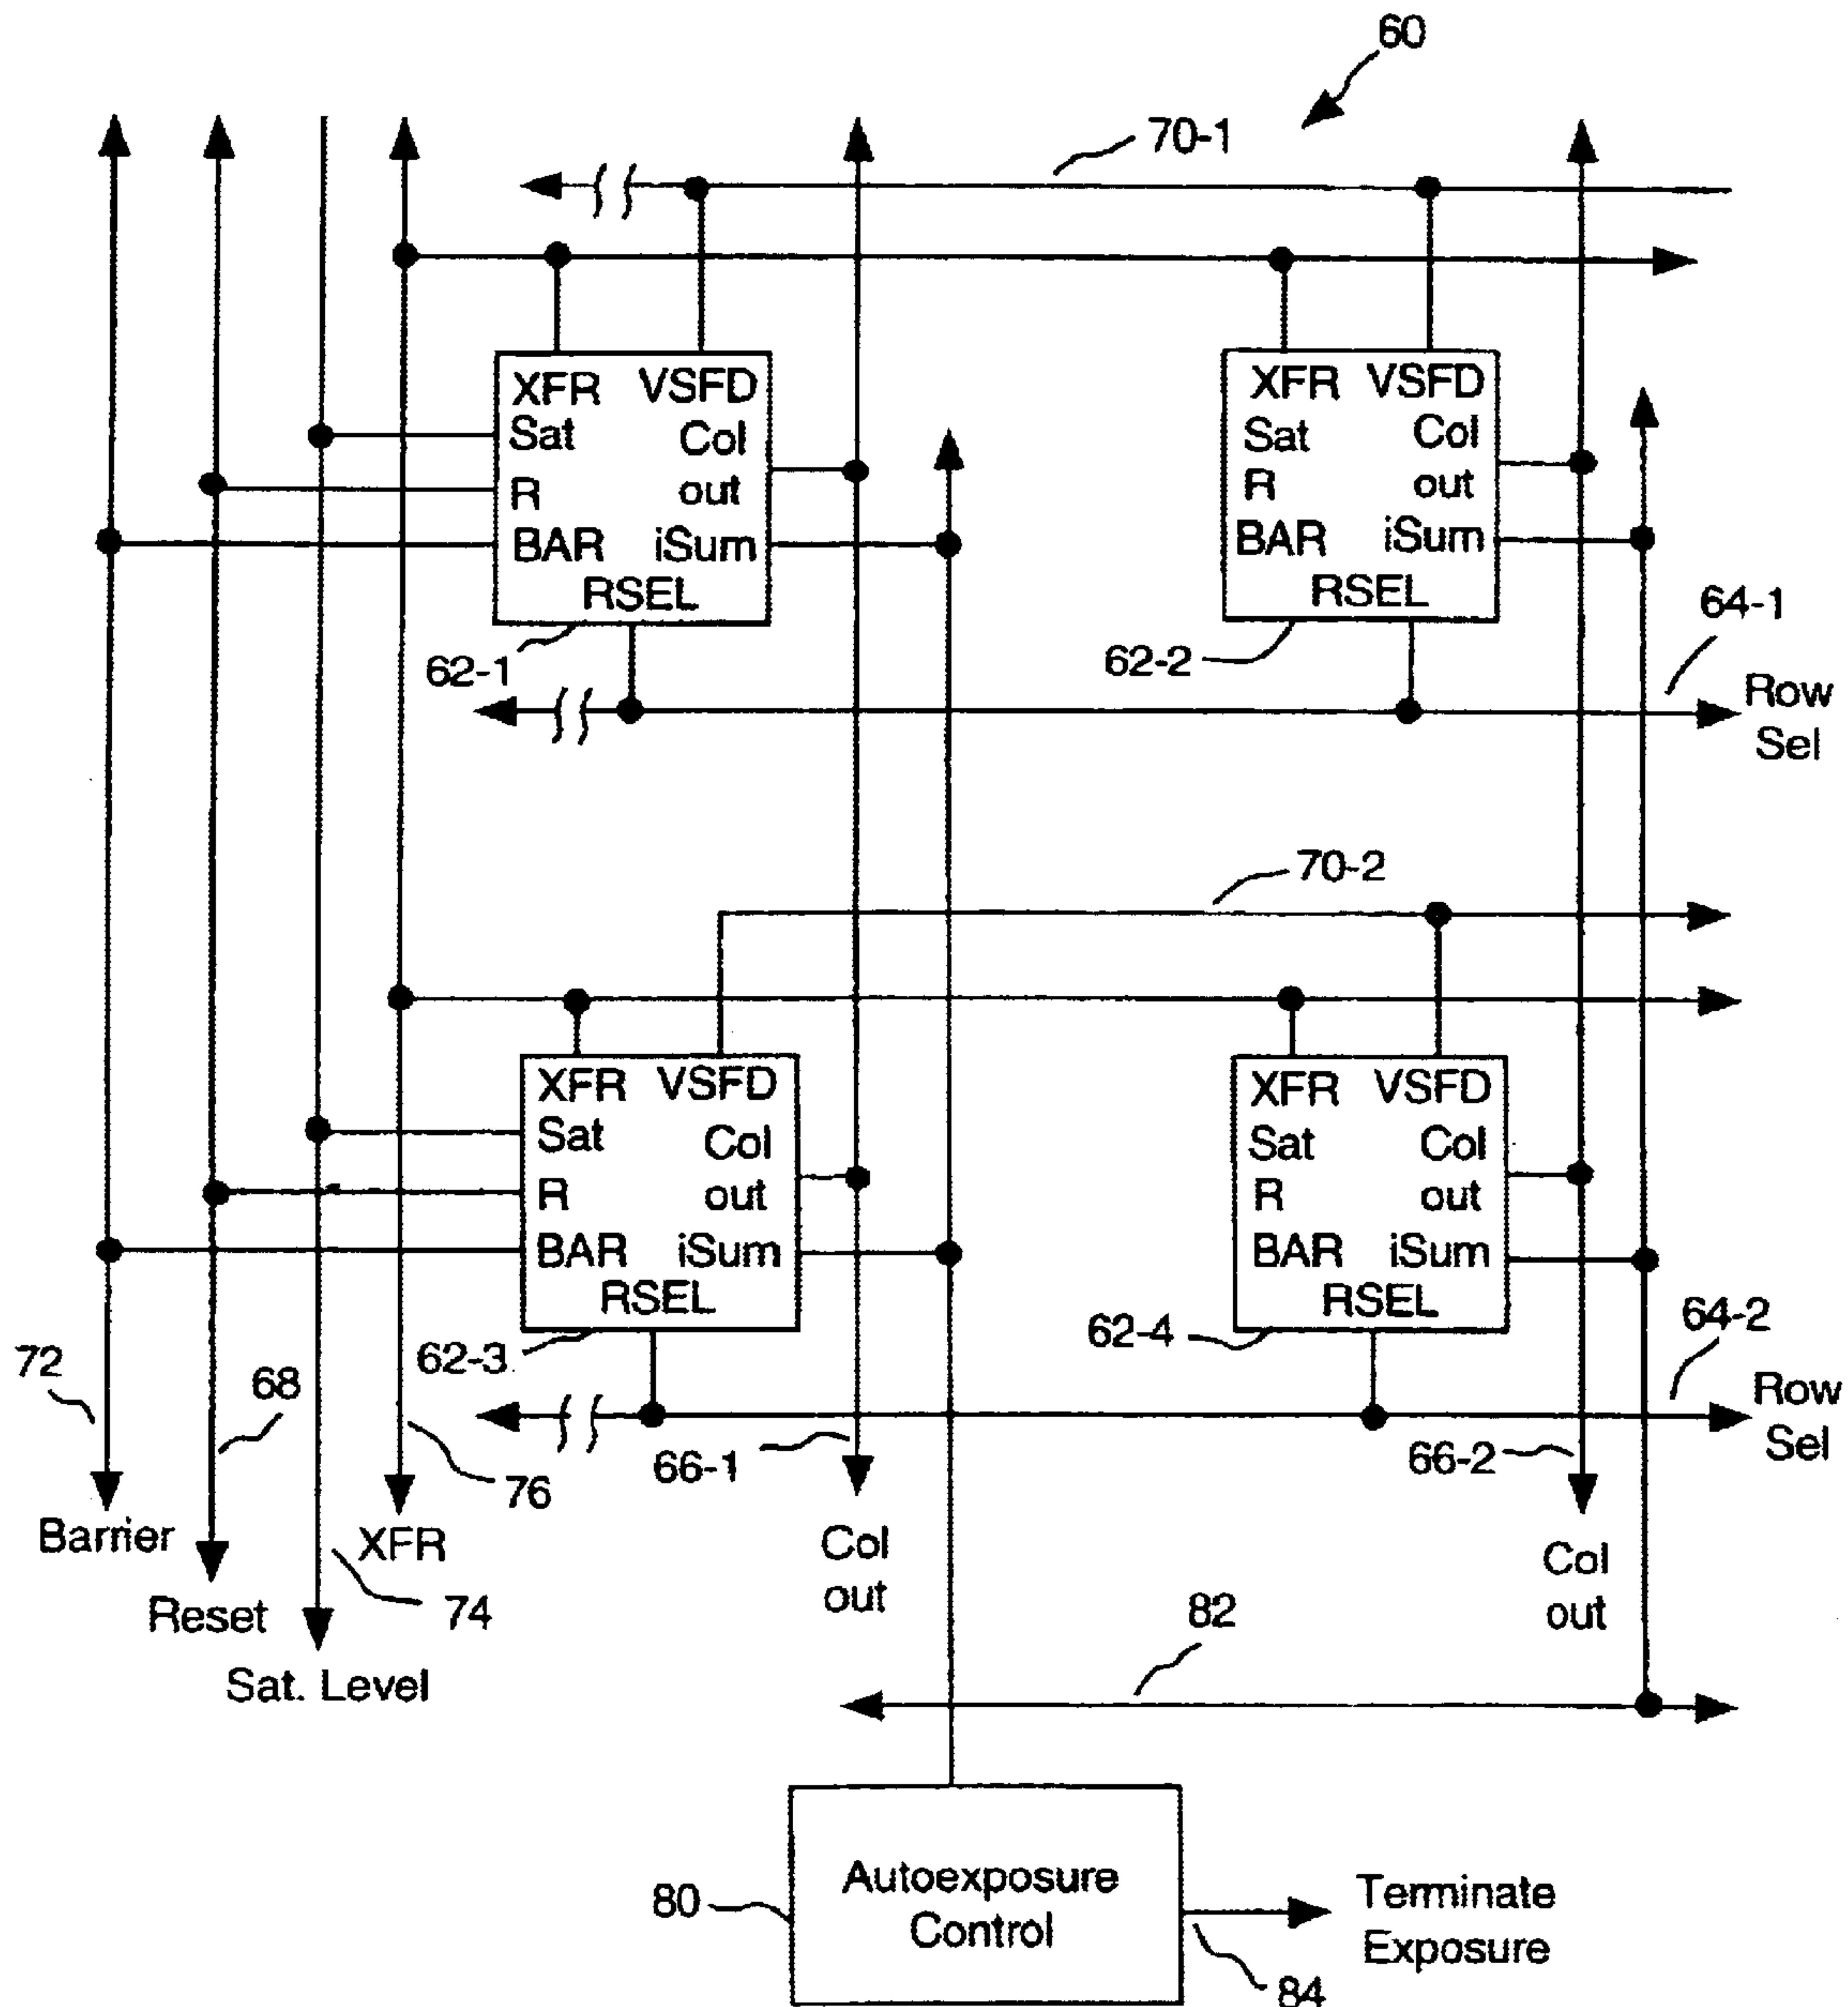 60
70-1
XFR VSFD
Sat Col
R out
BAR iSum
RSEL
62-1
XFR VSFD
Sat Col
R out
BAR iSum
RSEL
62-2
64-1
Row
Sel
70-2
XFR VSFD
Sat Col
R out
BAR iSum
RSEL
62-3
XFR VSFD
Sat Col
R out
BAR iSum
RSEL
62-4
64-2
Row
Sel
72
68
76
66-1
66-2
Barrier
XFR
Reset
74
Sat. Level
Col
out
Col
out
82
80
Autoexposure
Control
Terminate
Exposure
84